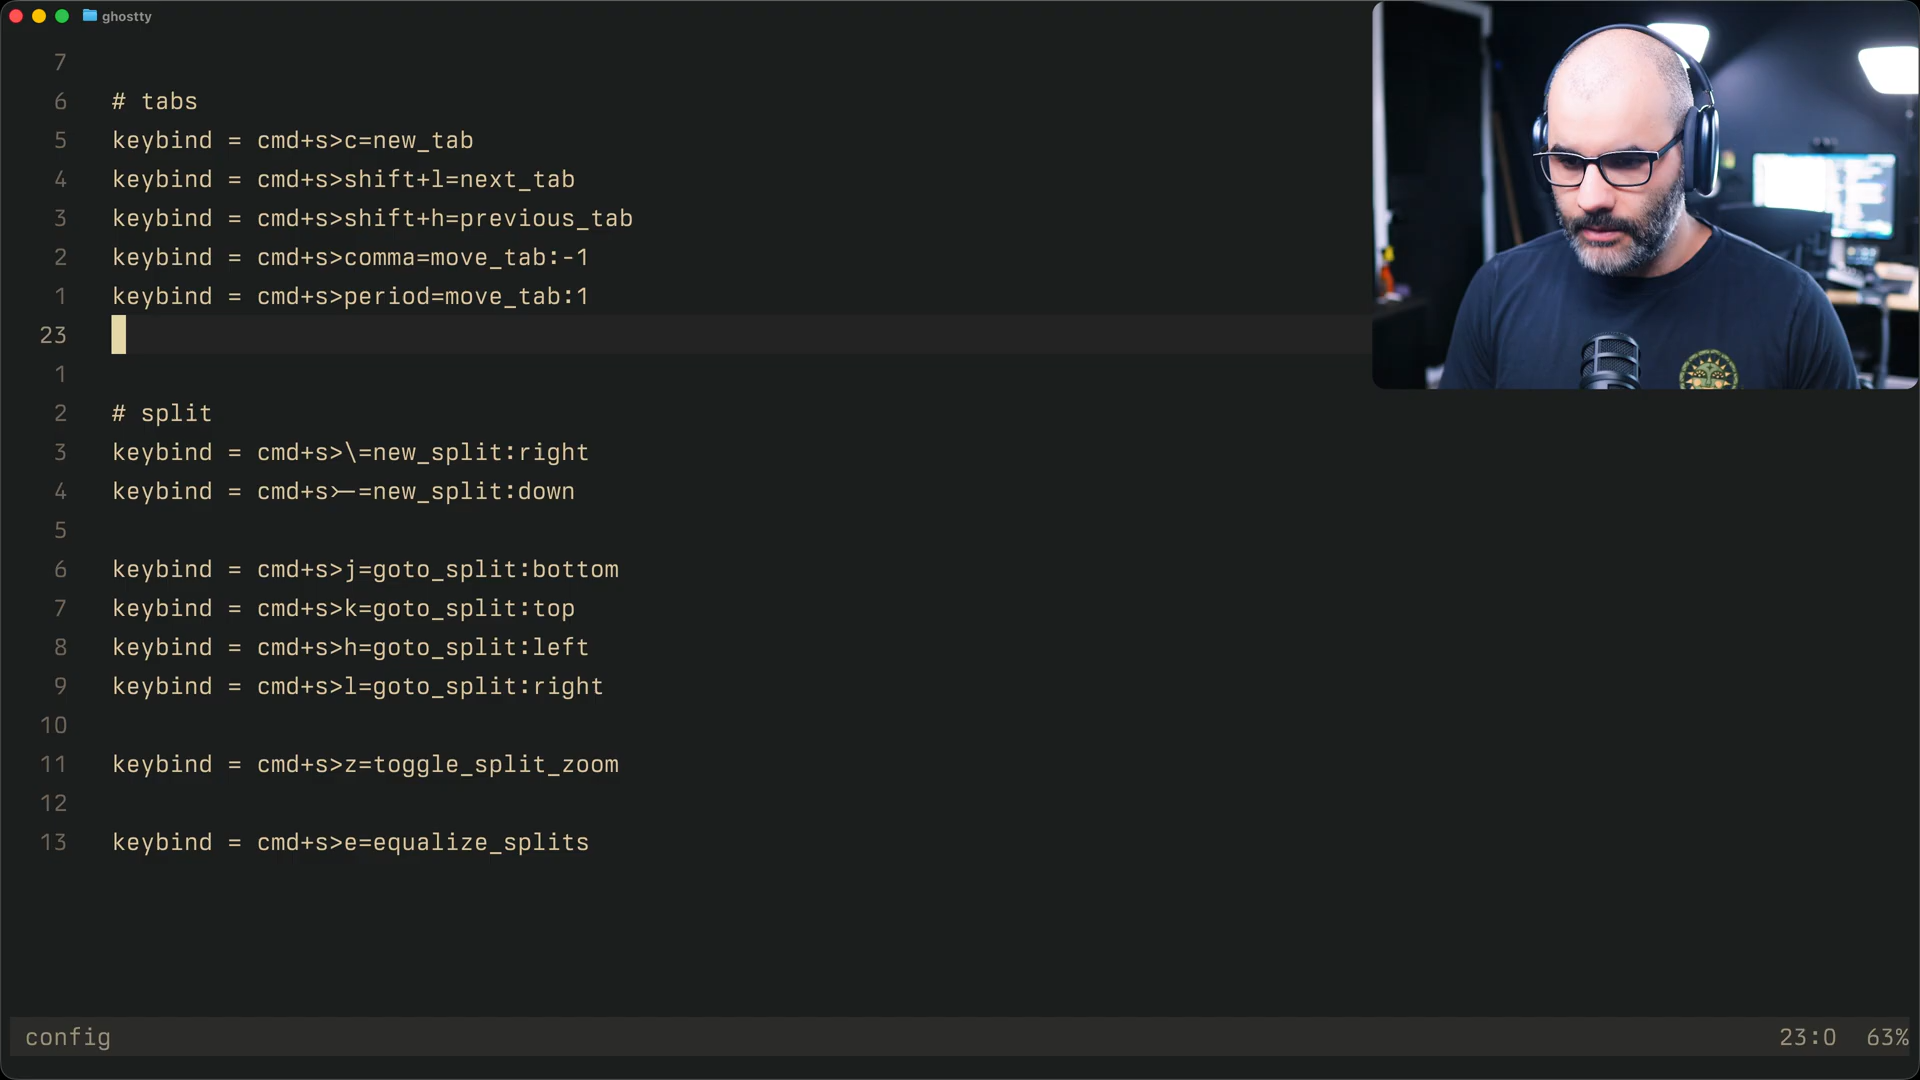 ghostty
7
6 # tabs
5 keybind = cmd+s>c=new_tab
4 keybind = cmd+s>shift+l=next_tab
3 keybind = cmd+s>shift+h=previous_tab
2 keybind = cmd+s>comma=move_tab:-1
1 keybind = cmd+s>period=move_tab:1
23
1
2 # split
3 keybind = cmd+s>\=new_split:right
4 keybind = cmd+s>-=new_split:down
5
6 keybind = cmd+s>j=goto_split:bottom
7 keybind = cmd+s>k=goto_split:top
8 keybind = cmd+s>h=goto_split:left
9 keybind = cmd+s>l=goto_split:right
10
11 keybind = cmd+s>z=toggle_split_zoom
12
13 keybind = cmd+s>e=equalize_splits
config 23:0 63%